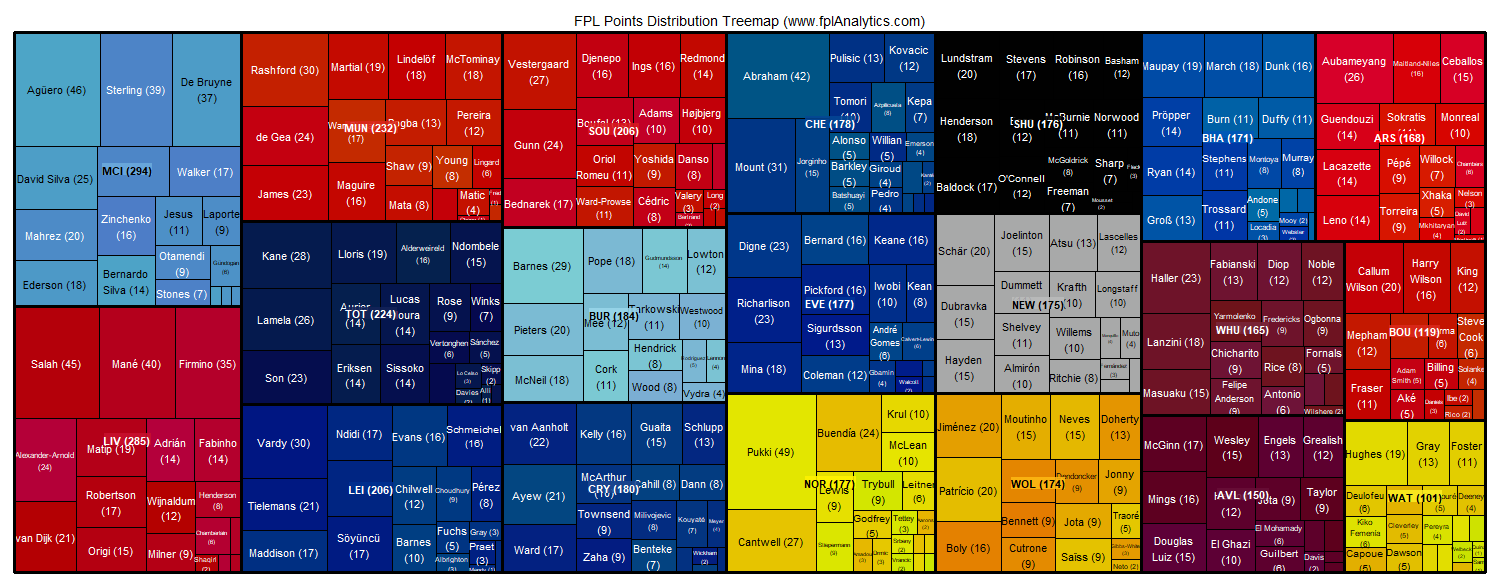 FPL Points Distribution Treemap (www.fplAnalytics.com)
Agüero (46)
Sterling (39)
De Bruyne
(37)
David Silva (25)
MCI (294)
Walker (17)
Mahrez (20)
Zinchenko
(16)
Jesus
(11)
Laporte
(9)
Otamendi
(9)
Gündogan
(6)
Ederson (18)
Bernardo
Silva (14)
Stones (7)
Salah (45)
Mané (40)
Firmino (35)
Alexander-Arnold
(24)
LIV (285)
Matip (19)
Adrián
(14)
Fabinho
(14)
Robertson
(17)
Wijnaldum
(12)
Henderson
(8)
van Dijk (21)
Origi (15)
Milner (9)
Chamberlain
(6)
Shaqiri
(2)
Rashford (30)
Martial (19)
Lindelöf
(18)
McTominay
(18)
de Gea (24)
MUN (232)
(17)
Pogba (13)
Pereira
(12)
James (23)
Maguire
(16)
Shaw (9)
Young
(8)
Lingard
(6)
Mata (8)
Matic
(4)
Kane (28)
Lloris (19)
Alderweireld
(16)
Ndombele
(15)
Lamela (26)
TOT (224)
Aurier
(14)
Lucas
Moura
(14)
Rose
(9)
Winks
(7)
Vertonghen
(6)
Sánchez
(5)
Son (23)
Eriksen
(14)
Sissoko
(14)
Lo Celso
(3)
Skipp
(2)
Davies
(2)
Alli
(1)
Vardy (30)
Ndidi (17)
Evans (16)
Schmeichel
(16)
Tielemans (21)
LEI (206)
Chilwell
(12)
Choudhury
(9)
Pérez
(8)
Maddison (17)
Söyüncü
(17)
Barnes
(10)
Fuchs
(5)
Gray (3)
Albrighton
(3)
Praet
(3)
Vestergaard
(27)
Djenepo
(16)
Ings (16)
Redmond
(14)
Gunn (24)
SOU (206)
Adams
(10)
Højbjerg
(10)
Oriol
Romeu (11)
Yoshida
(9)
Danso
(8)
Bednarek (17)
Ward-Prowse
(11)
Cédric
(8)
Valery
(3)
Long
(2)
Bertrand
Barnes (29)
Pope (18)
Gudmundsson
(14)
Lowton
(12)
Pieters (20)
BUR (184)
Mee (12)
Tarkowski
(11)
Westwood
(10)
McNeil (18)
Cork
(11)
Hendrick
(8)
Rodriguez
(5)
Lennon
(4)
Wood (8)
Vydra (4)
van Aanholt
(22)
Kelly (16)
Guaita
(15)
Schlupp
(13)
Ayew (21)
CRY (180)
McArthur
Cahill (8)
Dann (8)
Ward (17)
Townsend
(9)
Milivojevic
(8)
Kouyaté
(7)
Meyer
(4)
Zaha (9)
Benteke
(7)
Wickham
(2)
Abraham (42)
Pulisic (13)
Kovacic
(12)
Tomori
(10)
Azpilicueta
(8)
Kepa
(7)
CHE (178)
Mount (31)
Jorginho
(15)
Alonso
(5)
Willian
(5)
Emerson
(4)
Barkley
(5)
Giroud
(4)
Batshuayi
(5)
Pedro
(4)
Digne (23)
Bernard (16)
Keane (16)
Richarlison
(23)
EVE (177)
Pickford (16)
Iwobi
(10)
Kean
(8)
Sigurdsson
(13)
André
Gomes
(6)
Calvert-Lewin
(6)
Mina (18)
Coleman (12)
Gbamin
(4)
Walcott
(2)
Pukki (49)
Buendía (24)
Krul (10)
McLean
(10)
NOR (177)
Lewis
(9)
Trybull
(9)
Leitner
(6)
Cantwell (27)
Stiepermann
(9)
Godfrey
(5)
Tettey
(3)
Amadou
(3)
Drmic
(3)
Srbeny
(2)
Vrancic
(2)
Lundstram
(20)
Stevens
(17)
Robinson
(16)
Basham
(12)
Henderson
(18)
SHU (176)
McBurnie
(11)
Norwood
(11)
Baldock (17)
O'Connell
(12)
McGoldrick
(8)
Sharp
(7)
Fleck
(3)
Freeman
(7)
Mousset
(2)
Schär (20)
Joelinton
(15)
Atsu (13)
Lascelles
(12)
Dubravka
(15)
NEW (175)
Dummett
Krafth
(10)
Longstaff
(10)
Shelvey
(11)
Willems
(10)
Muto
(4)
Hayden
(15)
Almirón
(10)
Ritchie (8)
Fernández
(3)
Jiménez (20)
Moutinho
(15)
Neves
(15)
Doherty
(13)
Patrício (20)
WOL (174)
Dendoncker
(9)
Jonny
(9)
Boly (16)
Bennett (9)
Jota (9)
Traoré
(5)
Cutrone
(9)
Saïss (9)
Gibbs-White
(3)
Neto (2)
Maupay (19)
March (18)
Dunk (16)
Pröpper
(14)
BHA (171)
Burn (11)
Duffy (11)
Ryan (14)
Stephens
(11)
Montoya
(8)
Murray
(8)
Groß (13)
Trossard
(11)
Andone
(5)
Mooy (2)
Locadia
(3)
Webster
(2)
Haller (23)
Fabianski
(13)
Diop
(12)
Noble
(12)
Lanzini (18)
WHU (165)
Yarmolenko
Fredericks
(9)
Ogbonna
(9)
Masuaku (15)
Chicharito
(9)
Rice (8)
Fornals
(5)
Felipe
Anderson
(9)
Antonio
(6)
Wilshere (2)
McGinn (17)
Wesley
(15)
Engels
(13)
Grealish
(12)
Mings (16)
AVL (150)
(12)
Jota (9)
Taylor
(9)
Douglas
Luiz (15)
El Ghazi
(10)
El Mohamady
(6)
Guilbert
(6)
Davis
(2)
Aubameyang
(26)
Maitland-Niles
(16)
Ceballos
(15)
Guendouzi
(14)
ARS (168)
Sokratis
Monreal
(10)
Lacazette
(14)
Pépé
(9)
Willock
(7)
Chambers
(6)
Leno (14)
Torreira
(9)
Xhaka
(5)
Nelson
(3)
Mkhitaryan
(4)
David
Luiz
(2)
Callum
Wilson (20)
Harry
Wilson
(16)
King
(12)
Mepham
(12)
BOU (119)
Steve
Cook
(6)
Fraser
(11)
Adam
Smith (5)
Billing
(5)
Solanke
(4)
Aké
(5)
Daniels
(3)
Ibe (2)
Rico (2)
Hughes (19)
Gray
(13)
Foster
(11)
Deulofeu
(6)
WAT (101)
Deeney
(4)
Kiko
Femenía
(6)
Cleverley
(5)
Pereyra
(4)
Capoue
(5)
Dawson
(5)
Welbeck
(2)